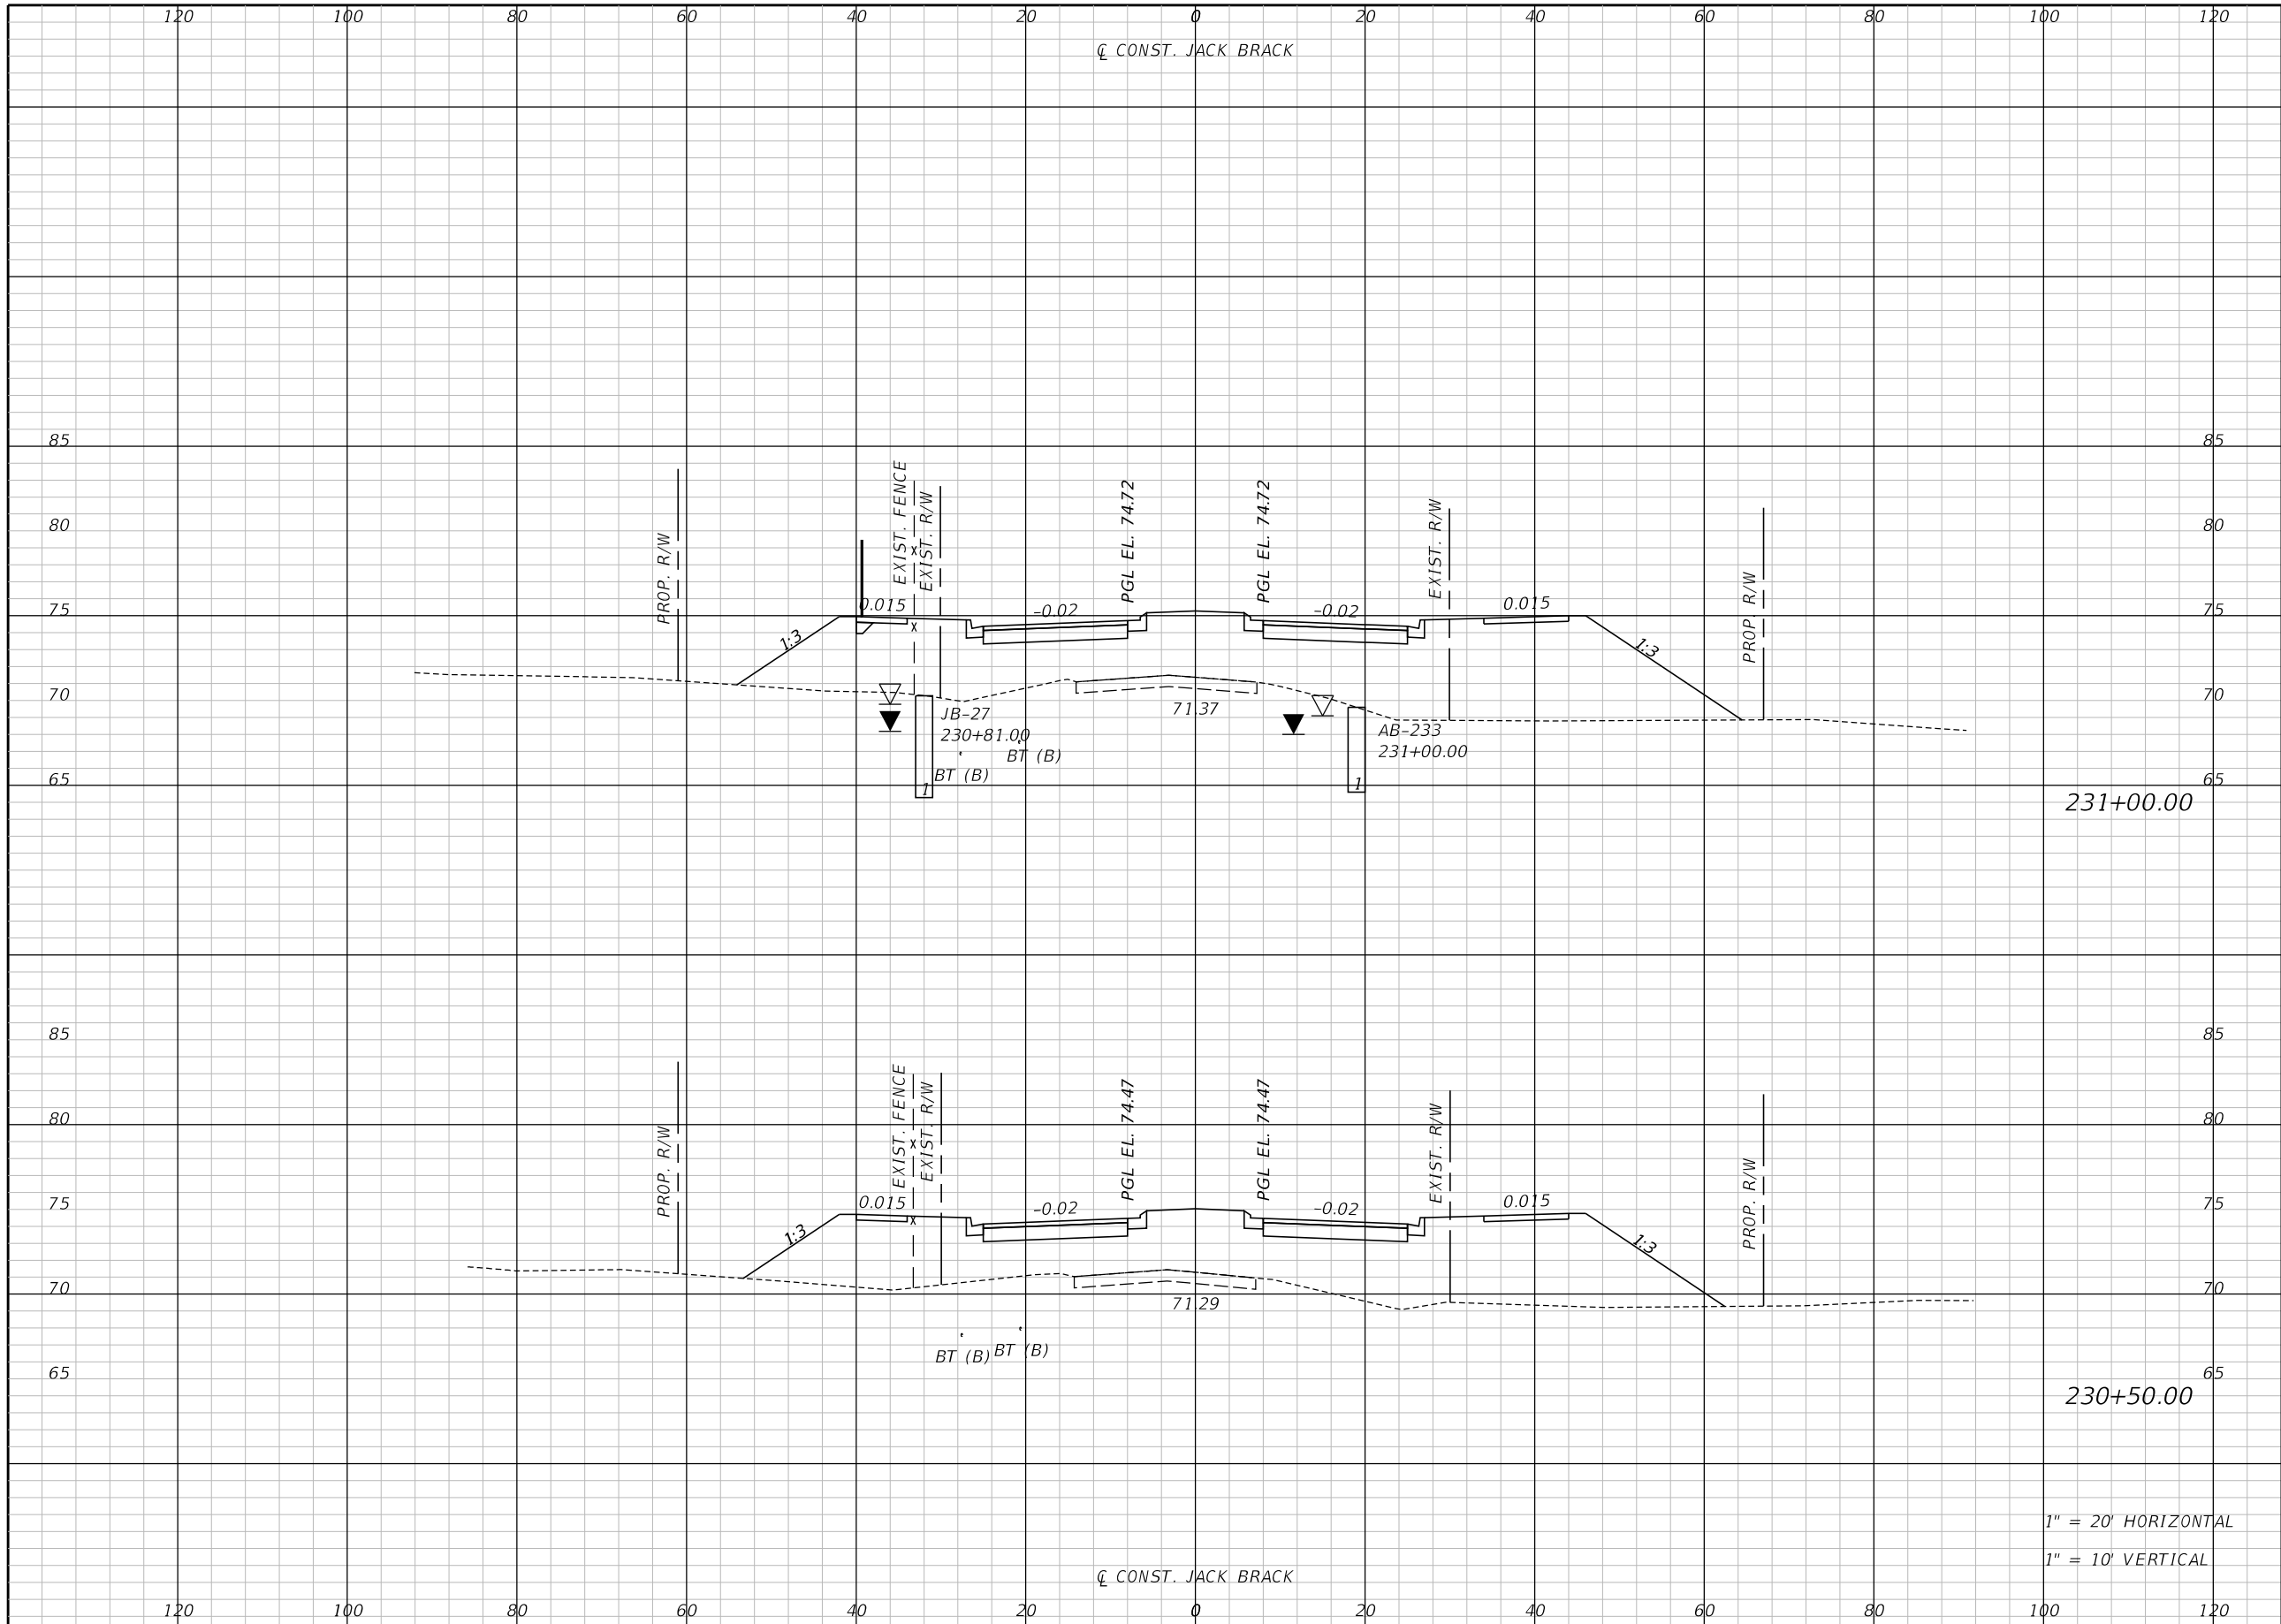 120 100 80 60 40 20 0 20 40 60 80 100 120
℄ CONST. JACK BRACK
85 85
80 80
75 75
70 70
65 65
PROP. R/W
EXIST. FENCE
EXIST. R/W
PGL EL. 74.72
PGL EL. 74.72
EXIST. R/W
PROP. R/W
1:3
0.015
-0.02
-0.02
0.015
1:3
X
X
71.37
JB-27
230+81.00
BT (B)
BT (B)
1
AB-233
231+00.00
1
231+00.00
85 85
80 80
75 75
70 70
65 65
PROP. R/W
EXIST. FENCE
EXIST. R/W
PGL EL. 74.47
PGL EL. 74.47
EXIST. R/W
PROP. R/W
1:3
0.015
-0.02
-0.02
0.015
1:3
X
X
71.29
BT (B)
BT (B)
230+50.00
1" = 20' HORIZONTAL
1" = 10' VERTICAL
℄ CONST. JACK BRACK
120 100 80 60 40 20 0 20 40 60 80 100 120